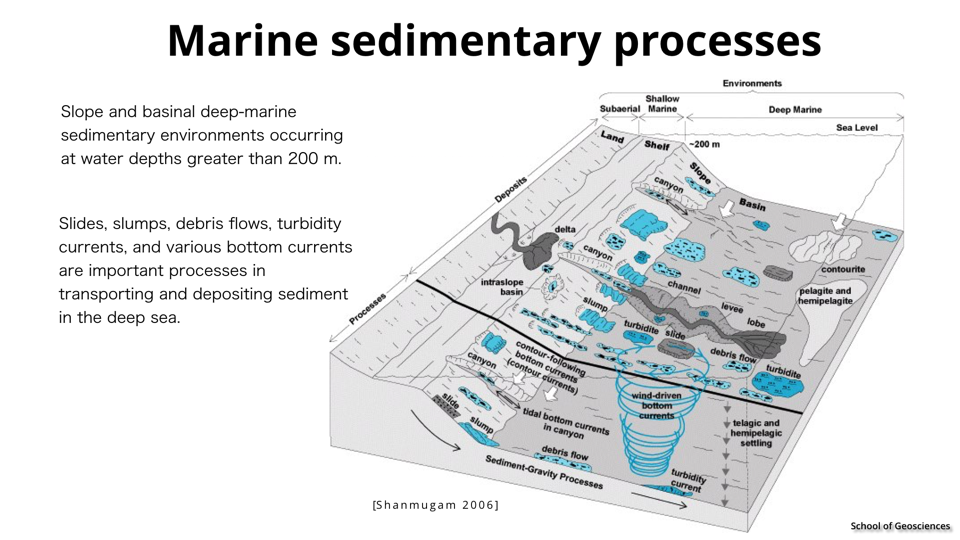 Marine sedimentary processes
Slope and basinal deep-marine
sedimentary environments occurring
at water depths greater than 200 m.
Slides, slumps, debris flows, turbidity
currents, and various bottom currents
are important processes in
transporting and depositing sediment
in the deep sea.
Environments
Subaerial
Shallow
Marine
Deep Marine
Sea Level
Land
Shelf
~200 m
Slope
canyon
Basin
Deposits
delta
canyon
contourite
intraslope
basin
channel
pelagite and
hemipelagite
levee
lobe
slump
turbidite
slide
debris flow
turbidite
Processes
contour-following
bottom currents
(contour currents)
canyon
wind-driven
bottom
currents
slide
slump
tidal bottom currents
in canyon
telagic and
hemipelagic
settling
debris flow
turbidity
current
Sediment-Gravity Processes
[Shanmugam 2006]
School of Geosciences